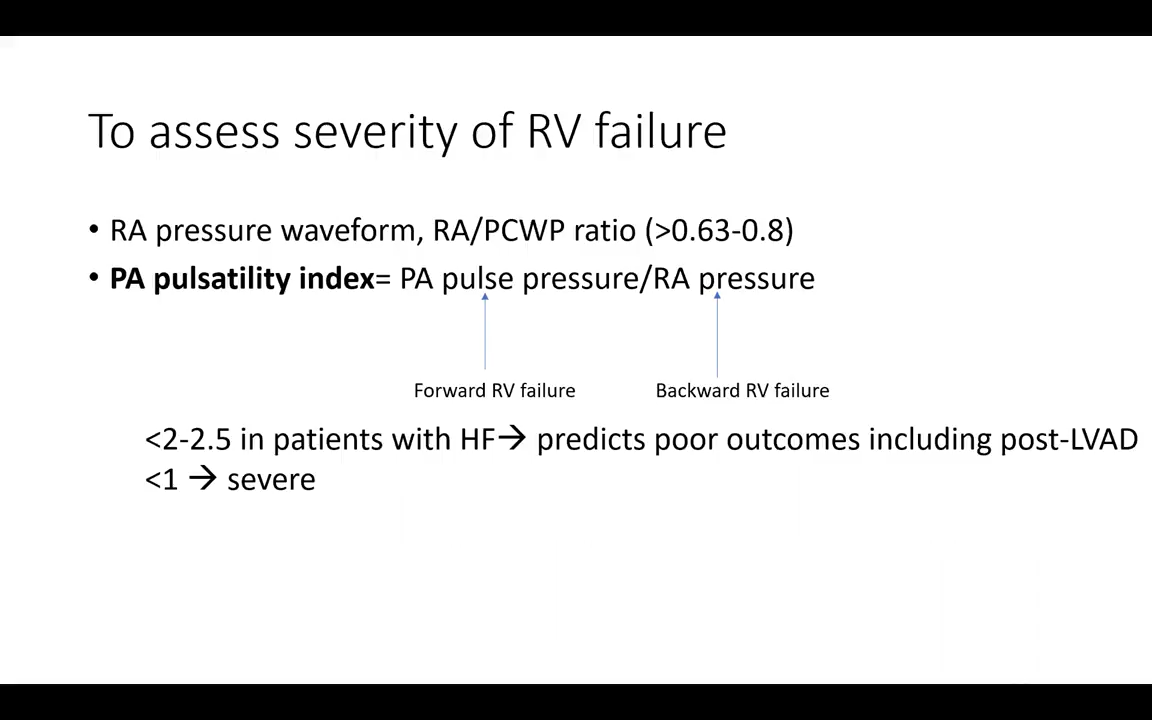 To assess severity of RV failure
• RA pressure waveform, RA/PCWP ratio (>0.63-0.8)
• PA pulsatility index= PA pulse pressure/RA pressure
Forward RV failure Backward RV failure
<2-2.5 in patients with HF→ predicts poor outcomes including post-LVAD
<1 → severe